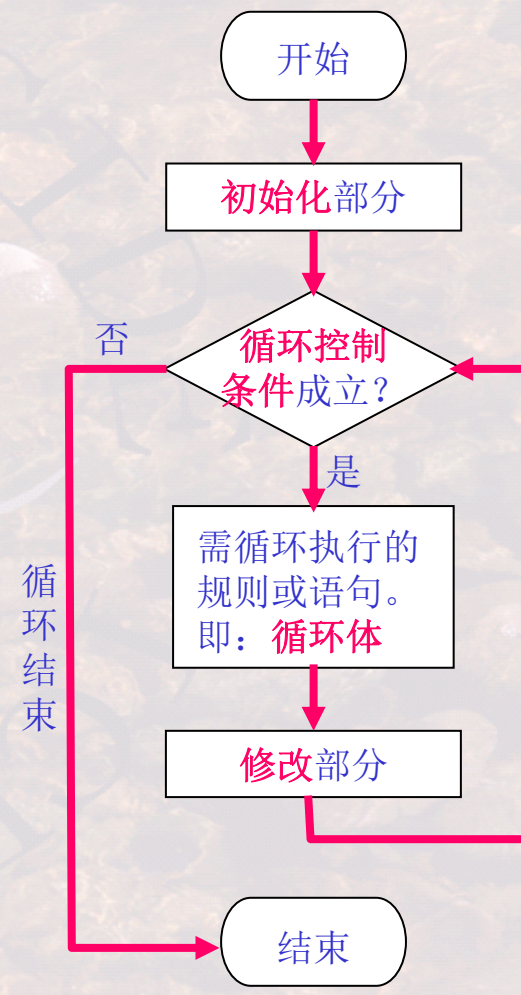 开始
初始化部分
否
循环控制
条件成立？
是
需循环执行的
规则或语句。
即：循环体
循
环
结
束
修改部分
结束